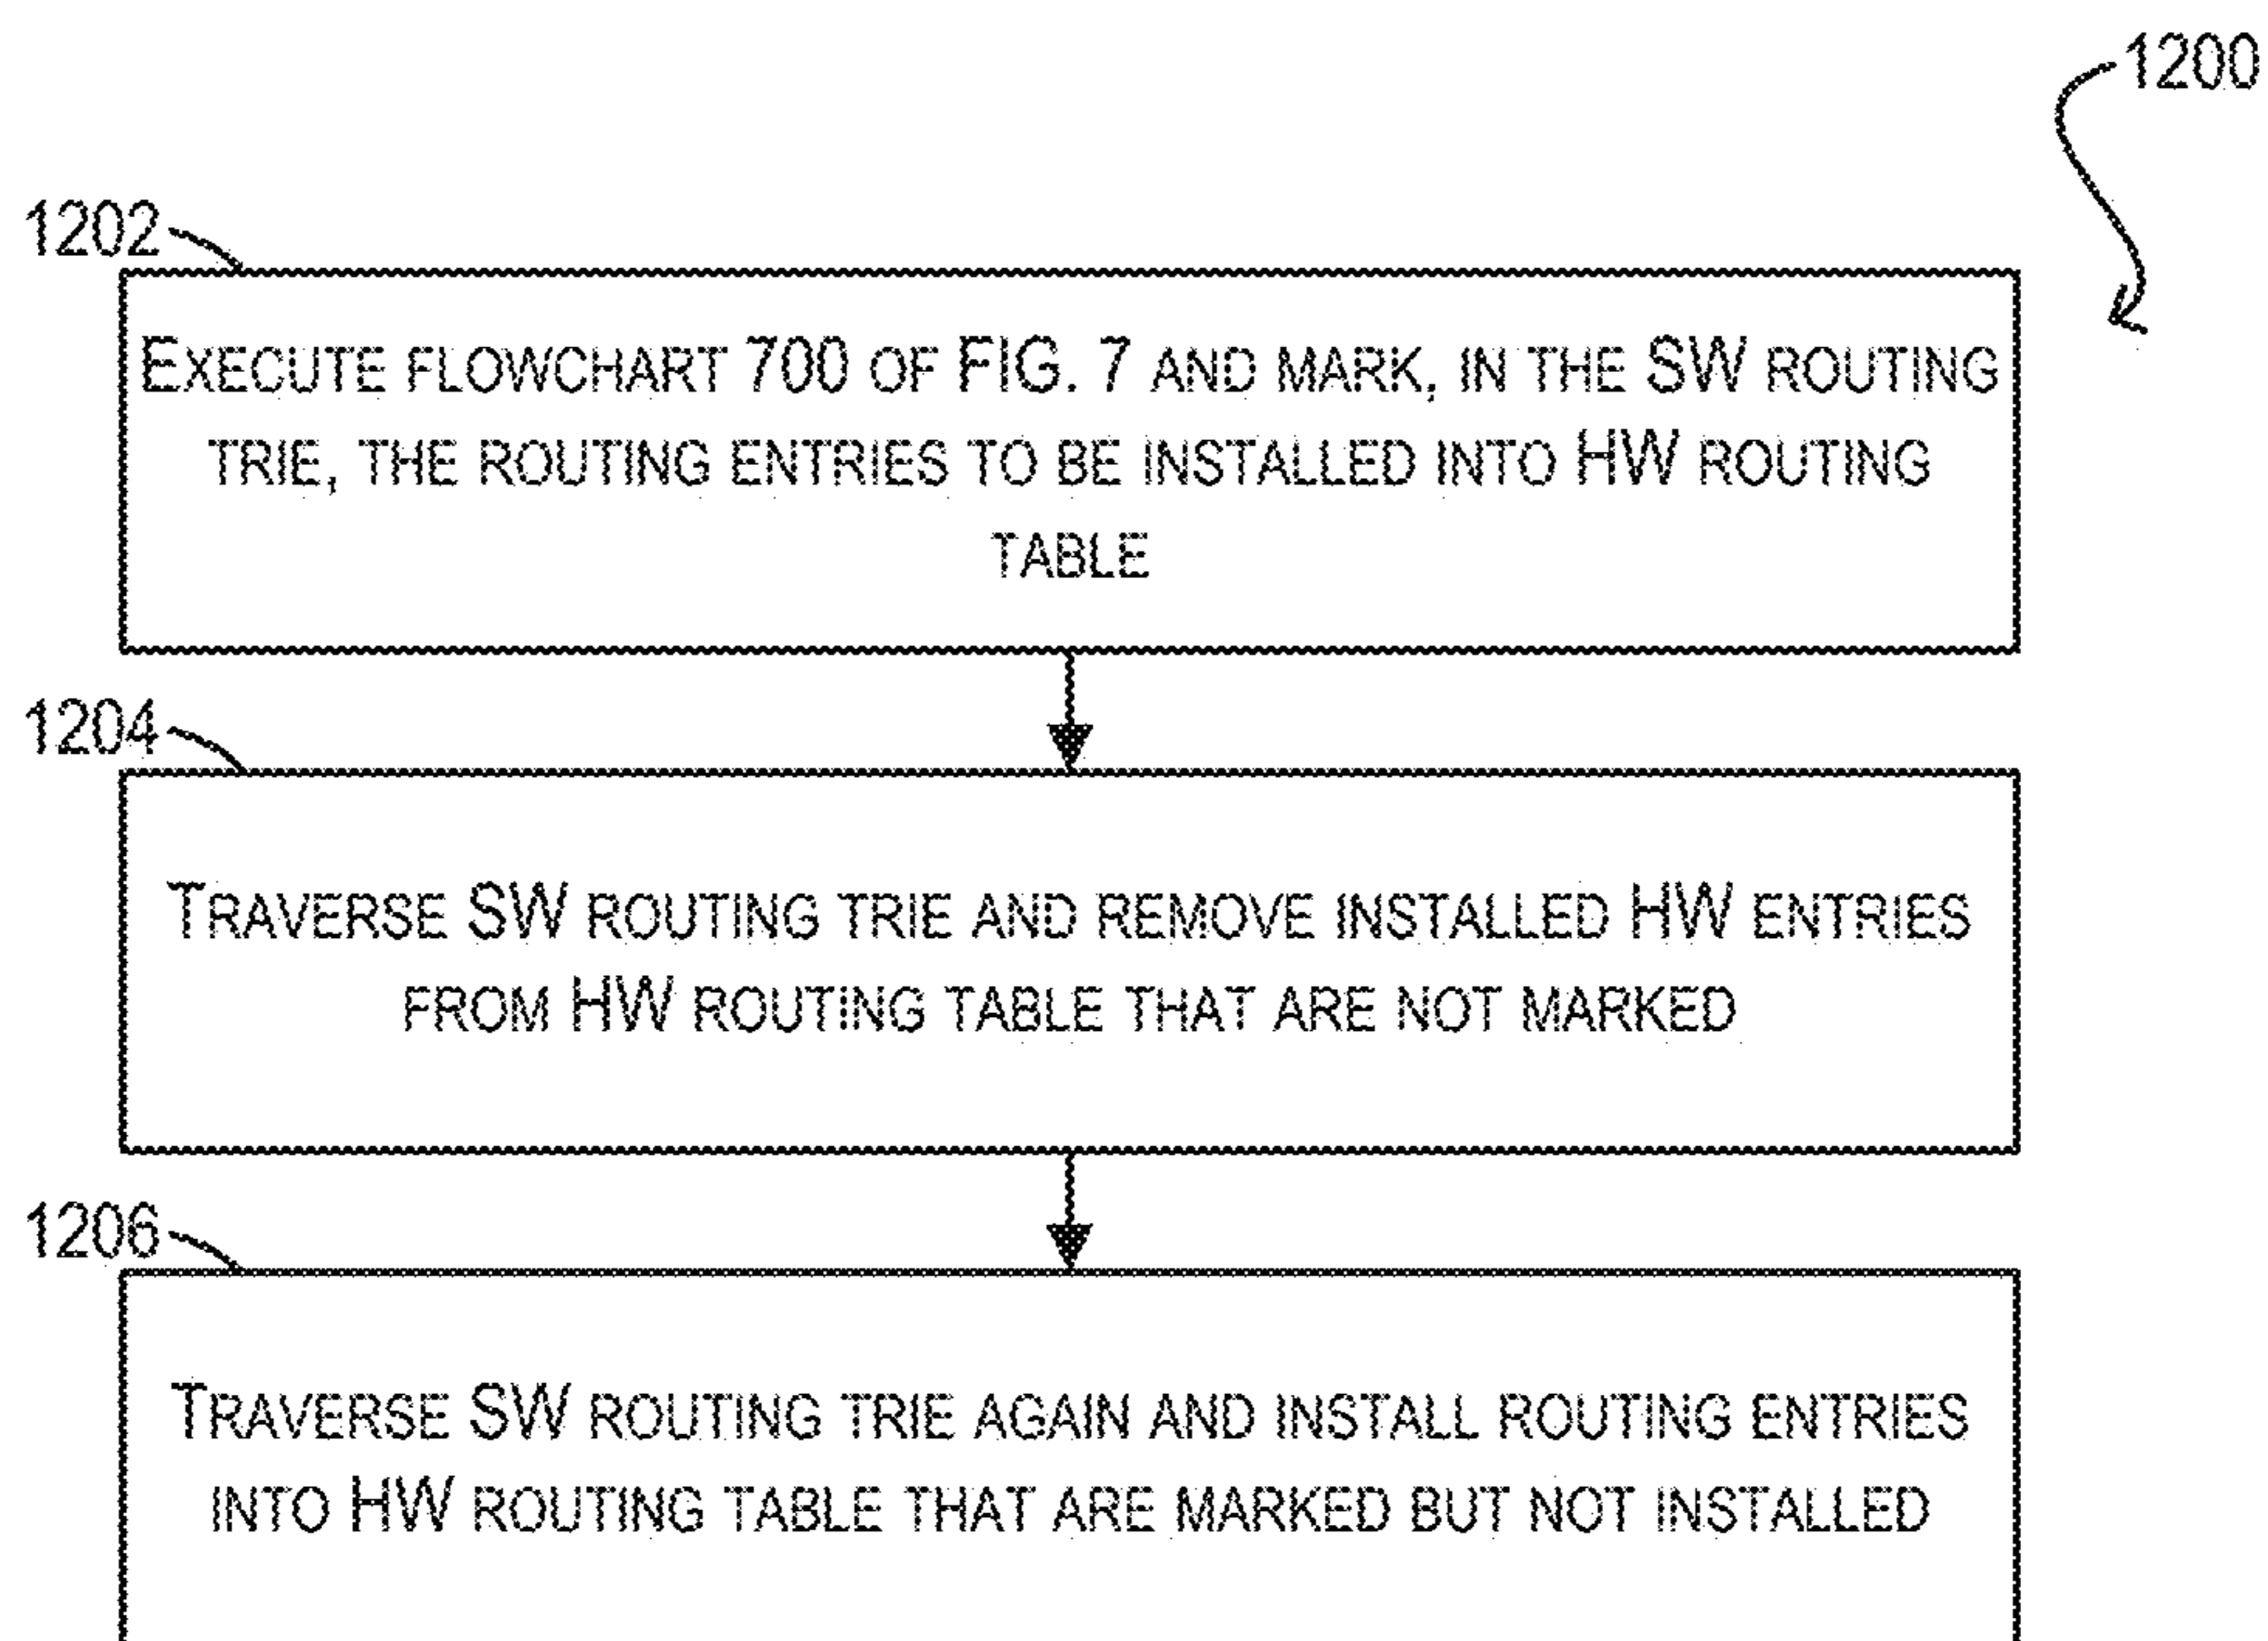 1200
1202
EXECUTE FLOWCHART 700 OF FIG. 7 AND MARK, IN THE SW ROUTING
TRIE, THE ROUTING ENTRIES TO BE INSTALLED INTO HW ROUTING
TABLE
1204
TRAVERSE SW ROUTING TRIE AND REMOVE INSTALLED HW ENTRIES
FROM HW ROUTING TABLE THAT ARE NOT MARKED
1206
TRAVERSE SW ROUTING TRIE AGAIN AND INSTALL ROUTING ENTRIES
INTO HW ROUTING TABLE THAT ARE MARKED BUT NOT INSTALLED